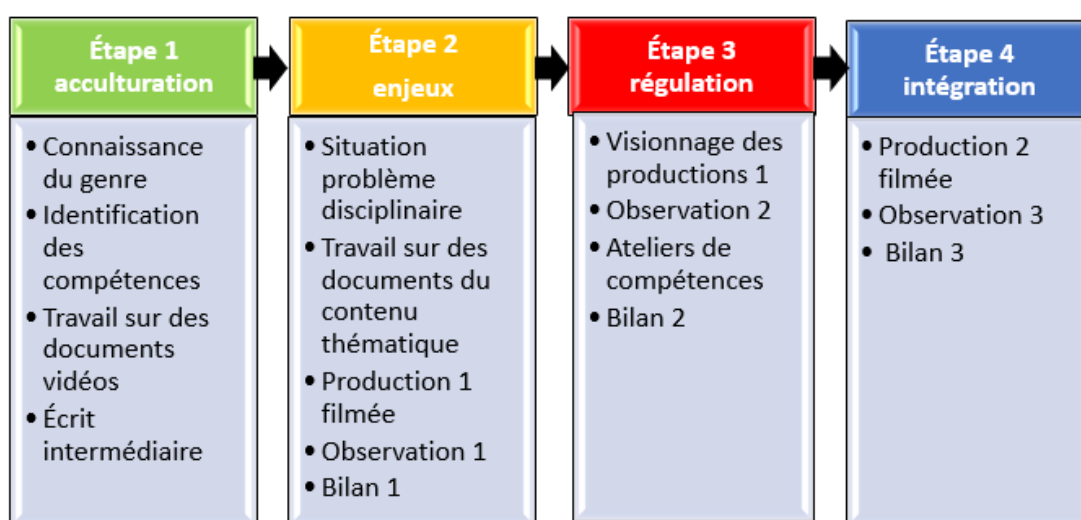 Étape 1
acculturation
• Connaissance
du genre
• Identification
des
compétences
• Travail sur des
documents
vidéos
• Écrit
intermédiaire
Étape 2
enjeux
• Situation
problème
disciplinaire
• Travail sur des
documents du
contenu
thématique
• Production 1
filmée
• Observation 1
• Bilan 1
Étape 3
régulation
• Visionnage des
productions 1
• Observation 2
• Ateliers de
compétences
• Bilan 2
Étape 4
intégration
• Production 2
filmée
• Observation 3
• Bilan 3